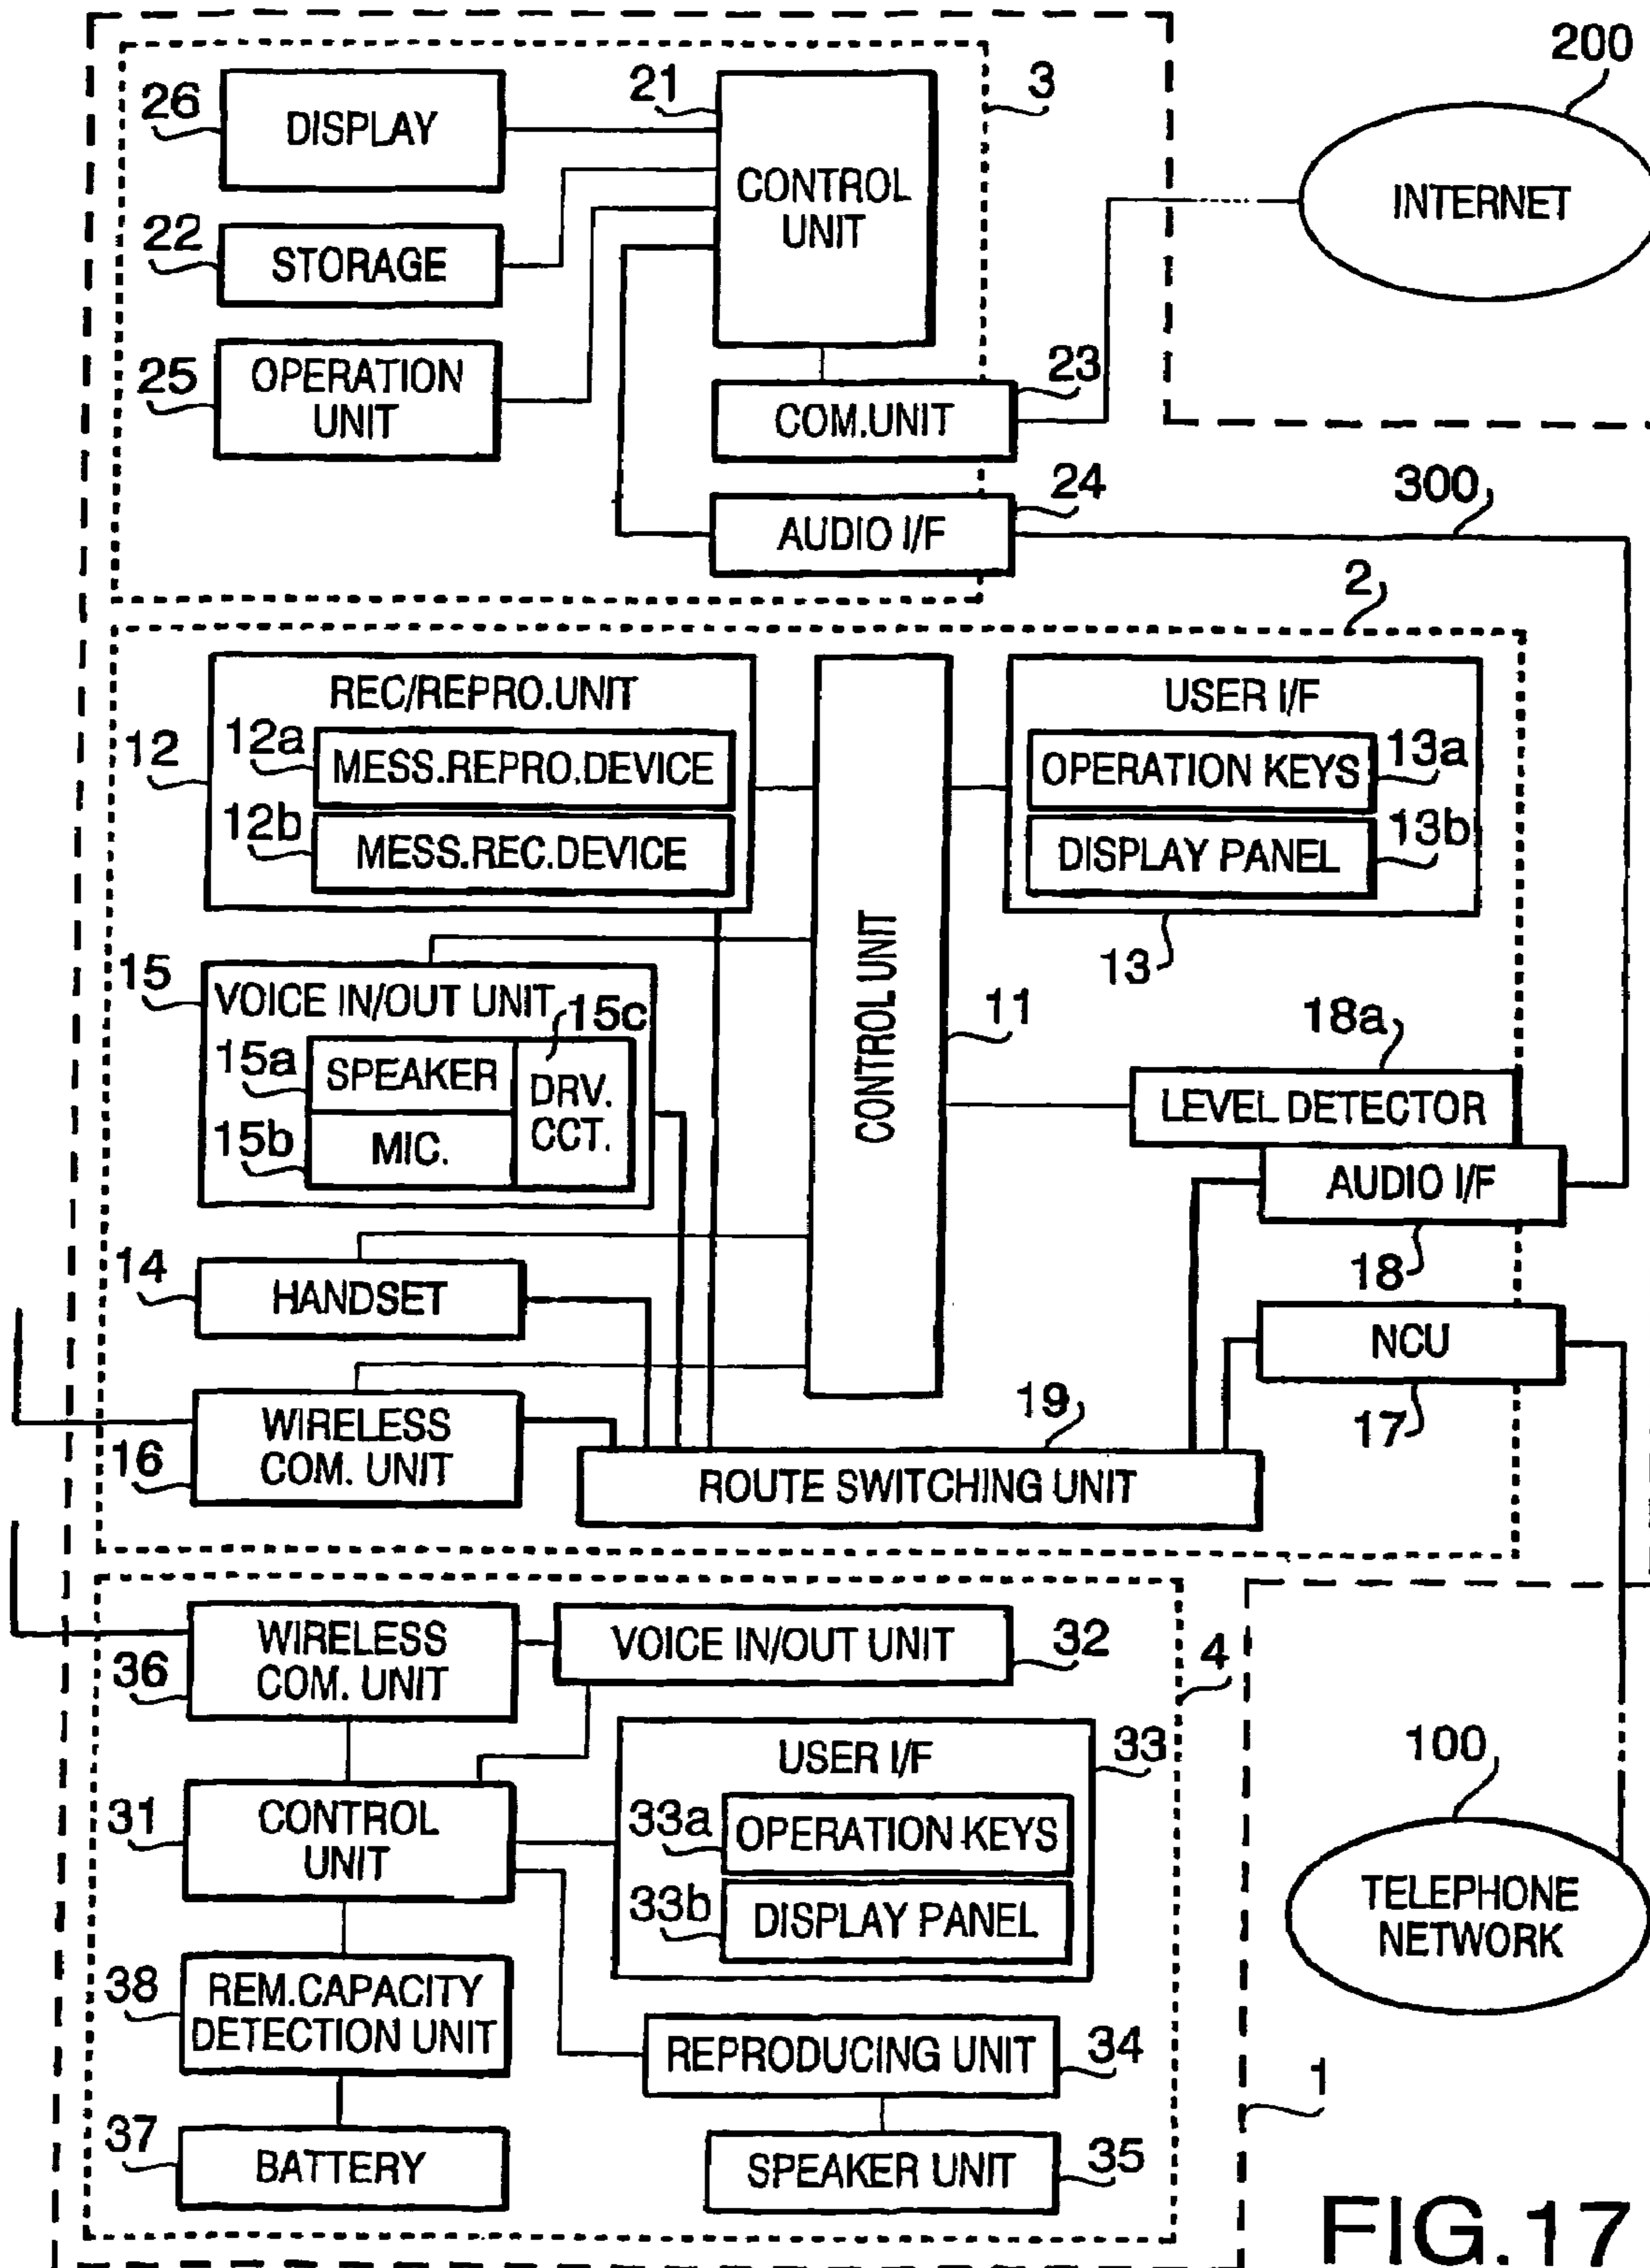 200
INTERNET
3
26
DISPLAY
21
CONTROL
UNIT
22
STORAGE
25
OPERATION
UNIT
23
COM.UNIT
24
AUDIO I/F
300
2
12
REC/REPRO.UNIT
12a
MESS.REPRO.DEVICE
12b
MESS.REC.DEVICE
USER I/F
OPERATION KEYS
13a
DISPLAY PANEL
13b
13
CONTROL UNIT
11
15
VOICE IN/OUT UNIT
15c
15a
SPEAKER
DRV.
CCT.
15b
MIC.
18a
LEVEL DETECTOR
AUDIO I/F
18
14
HANDSET
NCU
17
16
WIRELESS
COM. UNIT
19
ROUTE SWITCHING UNIT
36
WIRELESS
COM. UNIT
VOICE IN/OUT UNIT
32
4
USER I/F
33
33a
OPERATION KEYS
33b
DISPLAY PANEL
31
CONTROL
UNIT
100
TELEPHONE
NETWORK
38
REM.CAPACITY
DETECTION UNIT
REPRODUCING UNIT
34
1
37
BATTERY
SPEAKER UNIT
35
FIG.17